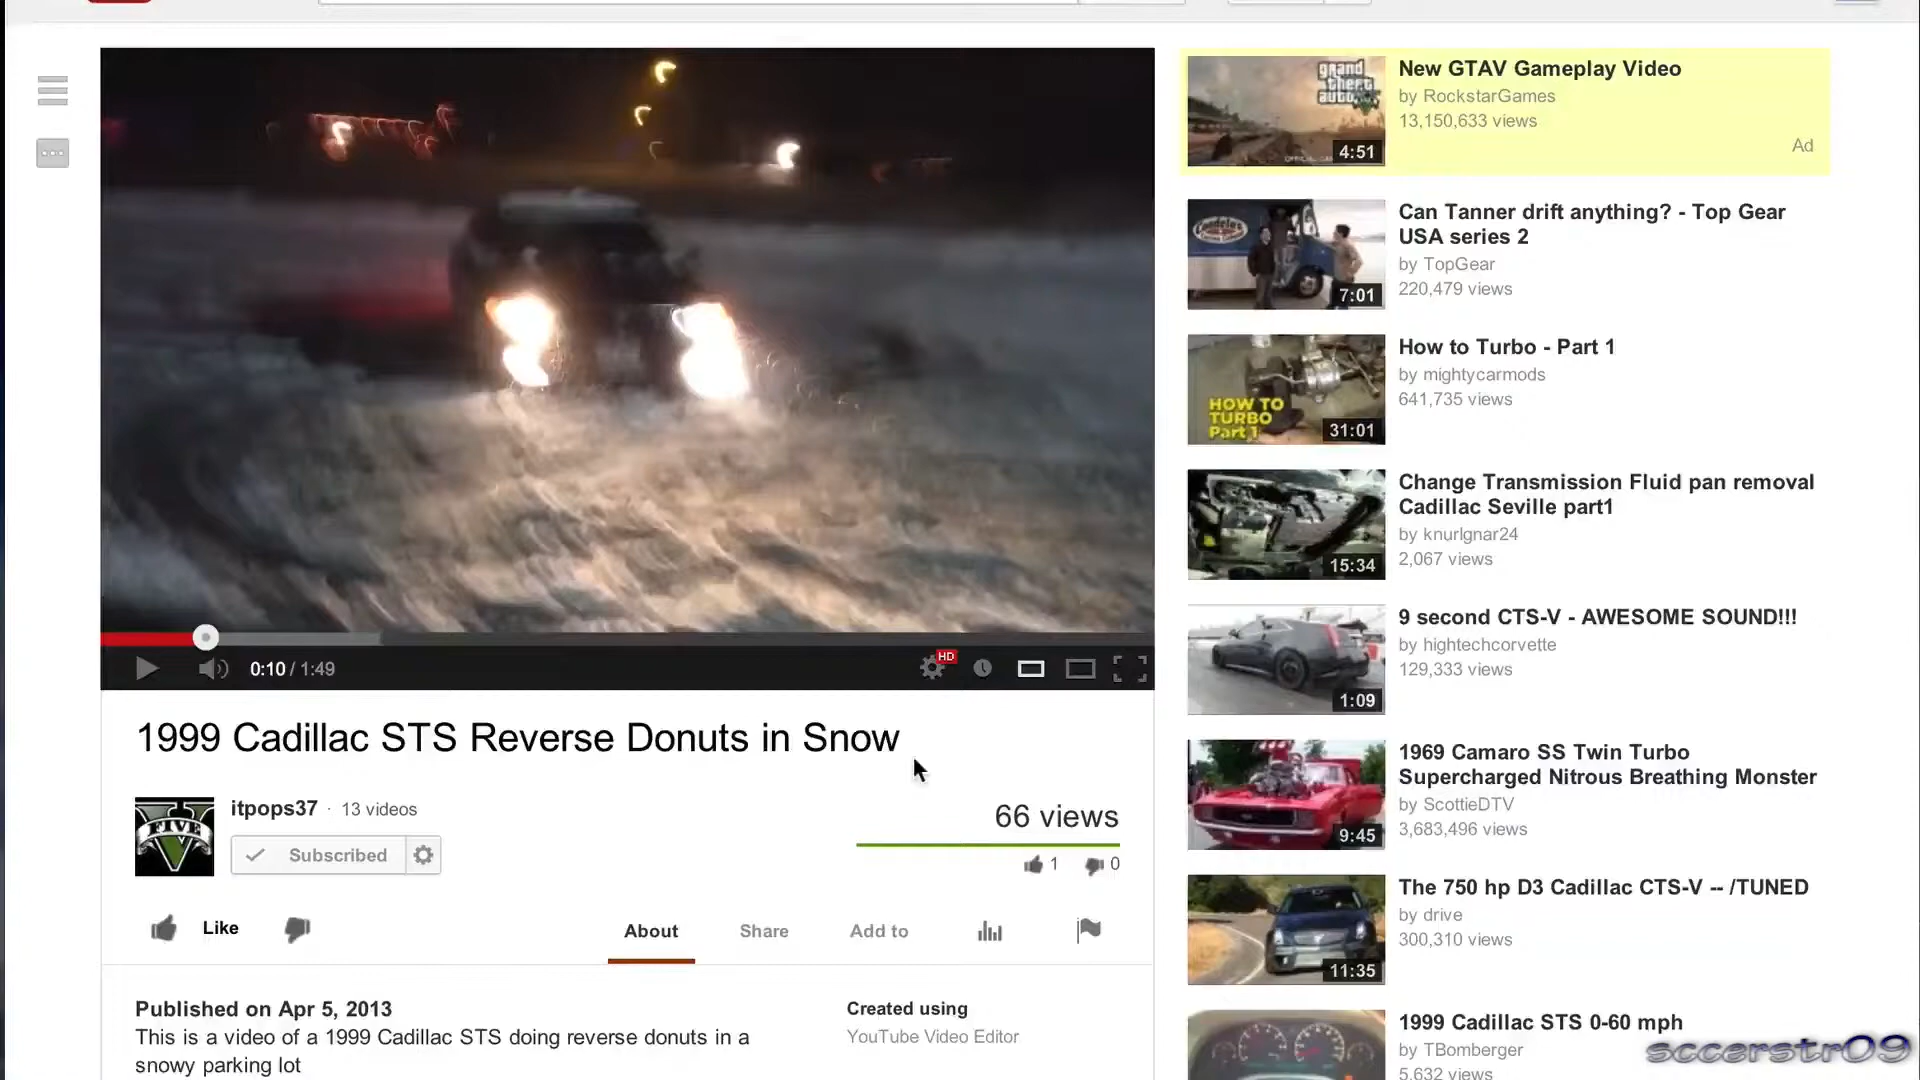 HD
0:10 / 1:49
1999 Cadillac STS Reverse Donuts in Snow
FIVE
V
itpops37 · 13 videos
Subscribed
66 views
1 0
Like
About Share Add to
Published on Apr 5, 2013
This is a video of a 1999 Cadillac STS doing reverse donuts in a
snowy parking lot
Created using
YouTube Video Editor
grand
theft
auto
4:51
New GTAV Gameplay Video
by RockstarGames
13,150,633 views
Ad
7:01
Can Tanner drift anything? - Top Gear
USA series 2
by TopGear
220,479 views
HOW TO
TURBO
Part 1
31:01
How to Turbo - Part 1
by mightycarmods
641,735 views
15:34
Change Transmission Fluid pan removal
Cadillac Seville part1
by knurlgnar24
2,067 views
1:09
9 second CTS-V - AWESOME SOUND!!!
by hightechcorvette
129,333 views
9:45
1969 Camaro SS Twin Turbo
Supercharged Nitrous Breathing Monster
by ScottieDTV
3,683,496 views
11:35
The 750 hp D3 Cadillac CTS-V -- /TUNED
by drive
300,310 views
1999 Cadillac STS 0-60 mph
by TBomberger
5,632 views
sccerstr09